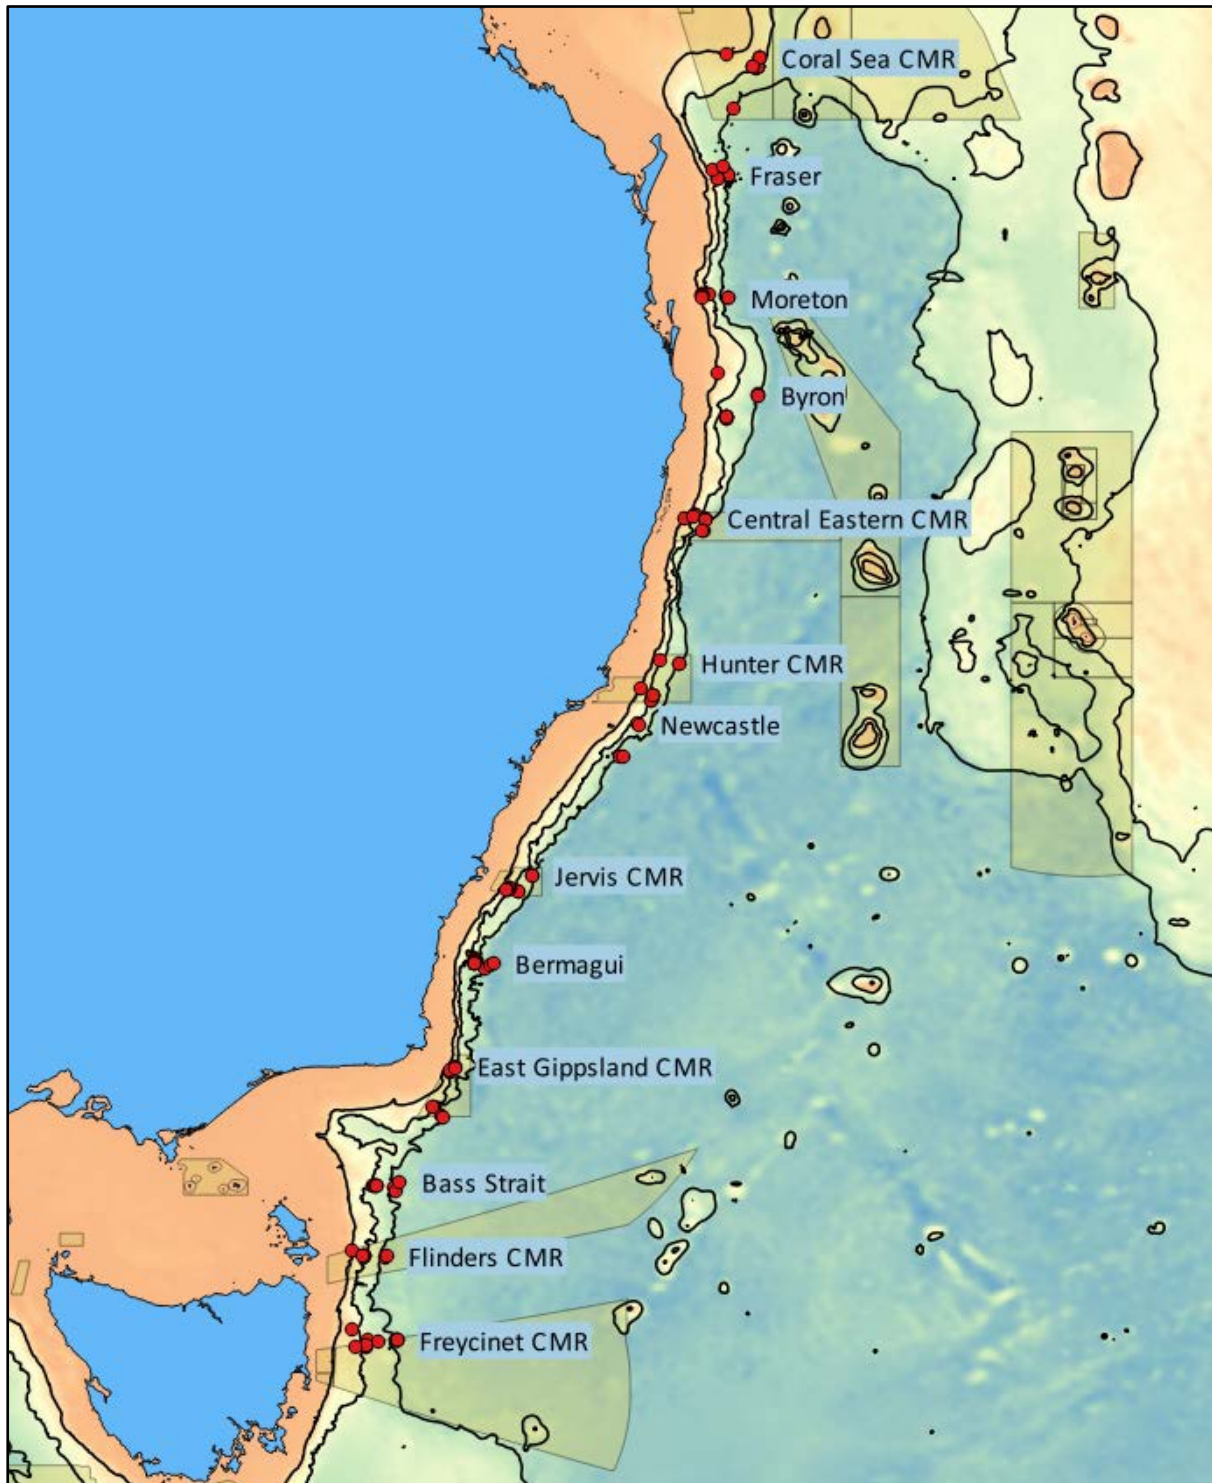 Coral Sea CMR
Fraser
Moreton
Byron
Central Eastern CMR
Hunter CMR
Newcastle
Jervis CMR
Bermagui
East Gippsland CMR
Bass Strait
Flinders CMR
Freycinet CMR